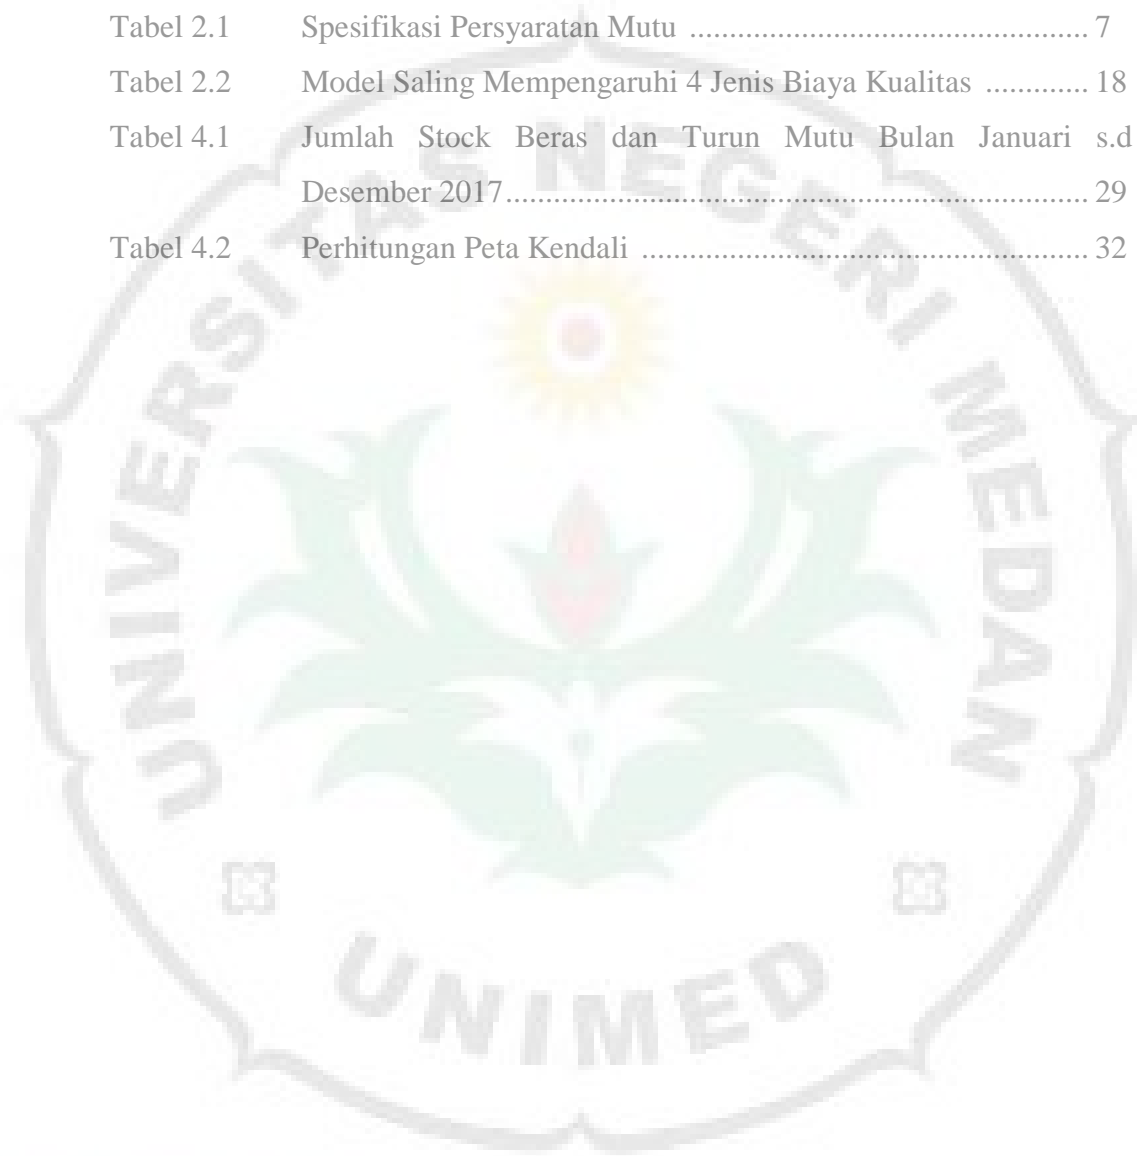 Tabel 2.1 Spesifikasi Persyaratan Mutu ................................................ 7
Tabel 2.2 Model Saling Mempengaruhi 4 Jenis Biaya Kualitas ............. 18
Tabel 4.1 Jumlah Stock Beras dan Turun Mutu Bulan Januari s.d
Desember 2017...................................................................... 29
Tabel 4.2 Perhitungan Peta Kendali ...................................................... 32
UNIVERSITAS NEGERI MEDAN
UNIMED